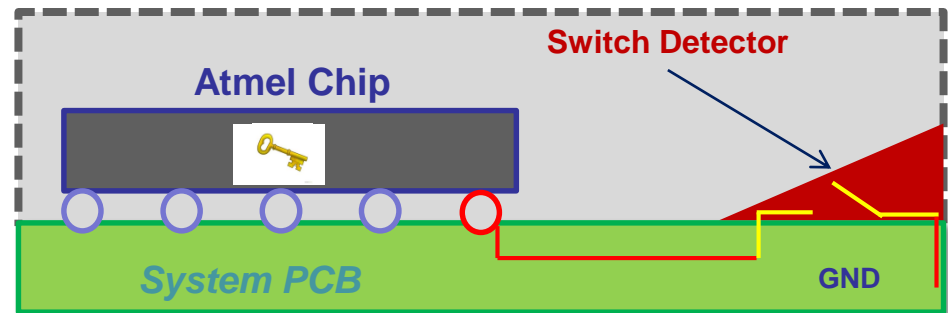 Switch Detector
Atmel Chip
System PCB
GND